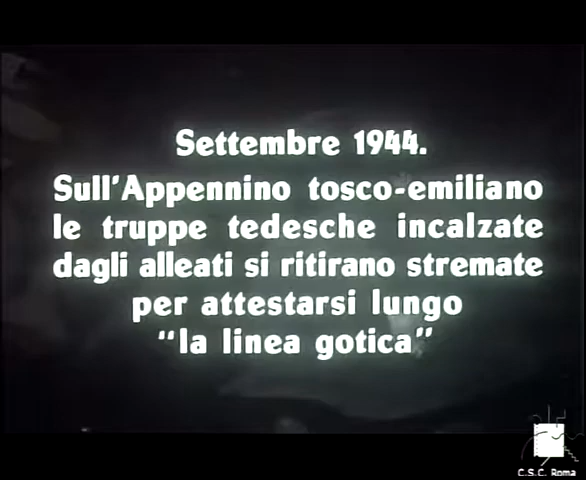 Settembre 1944.
Sull'Appennino tosco-emiliano
le truppe tedesche incalzate
dagli alleati si ritirano stremate
per attestarsi lungo
“la linea gotica”
C.S.C. Roma